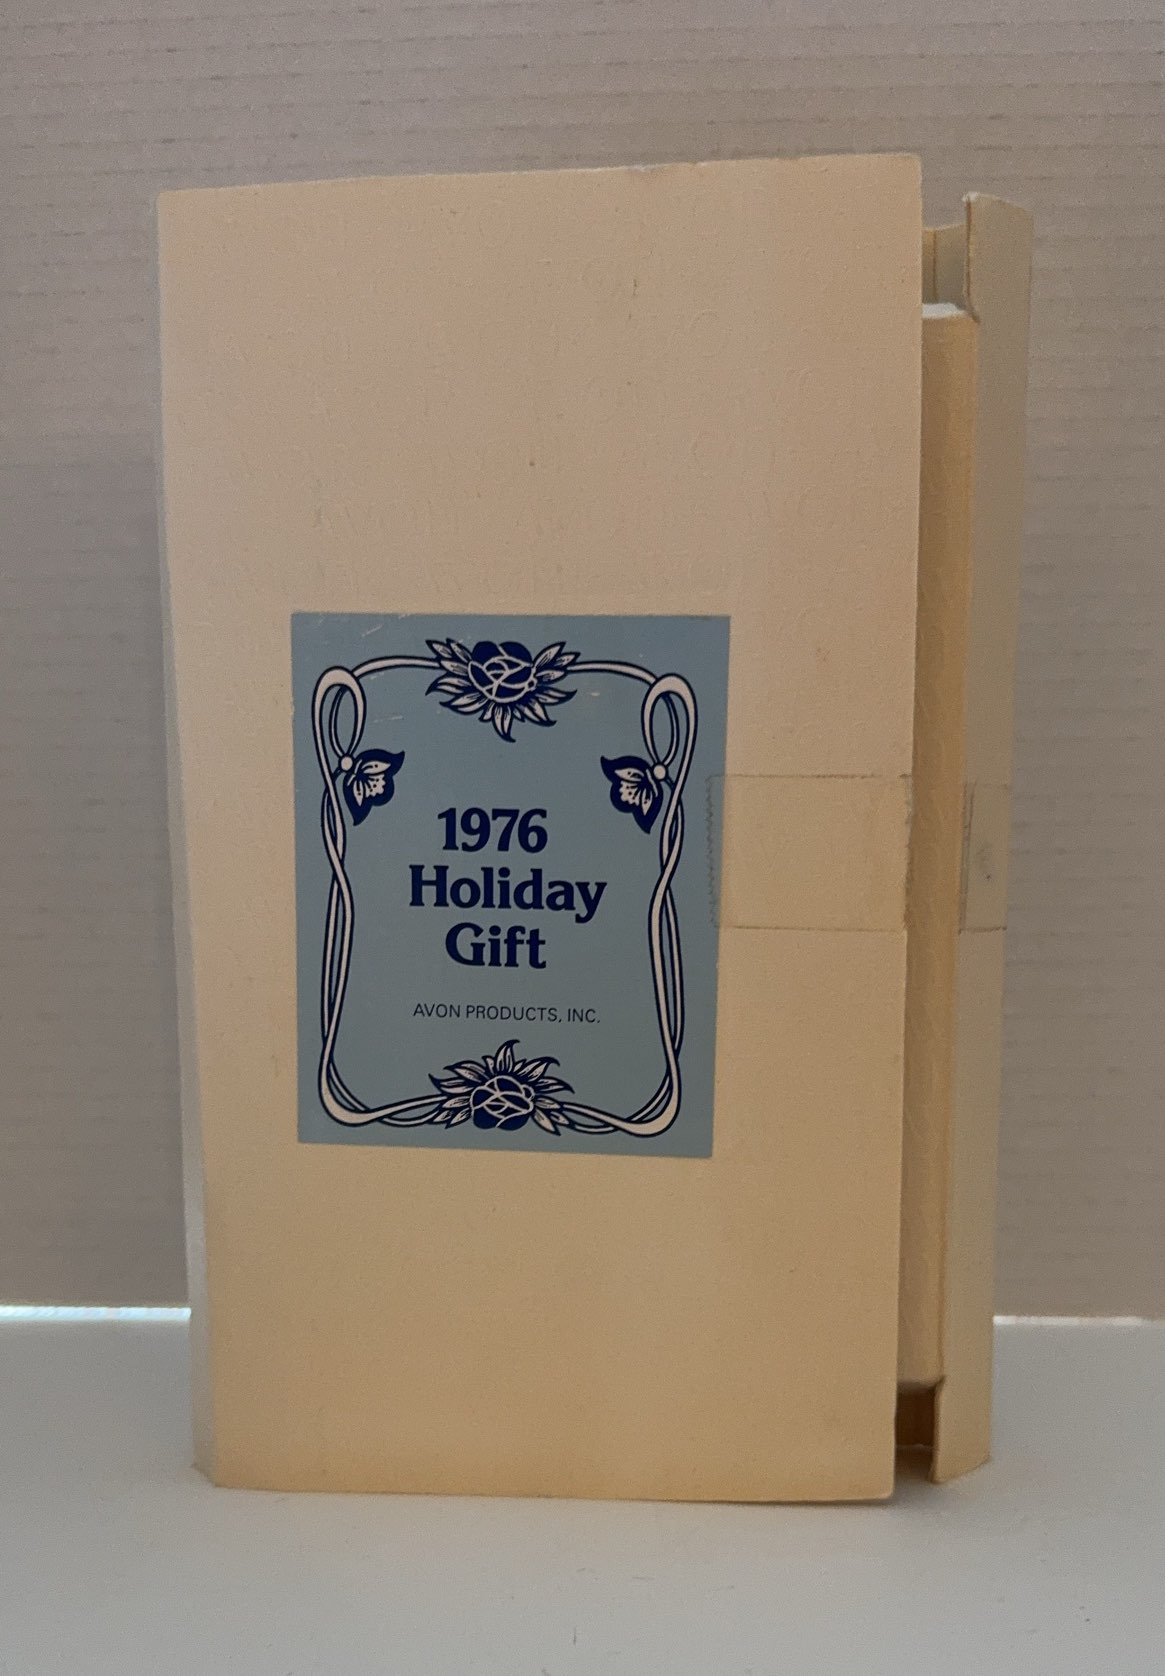 1976
Holiday
Gift
AVON PRODUCTS, INC.